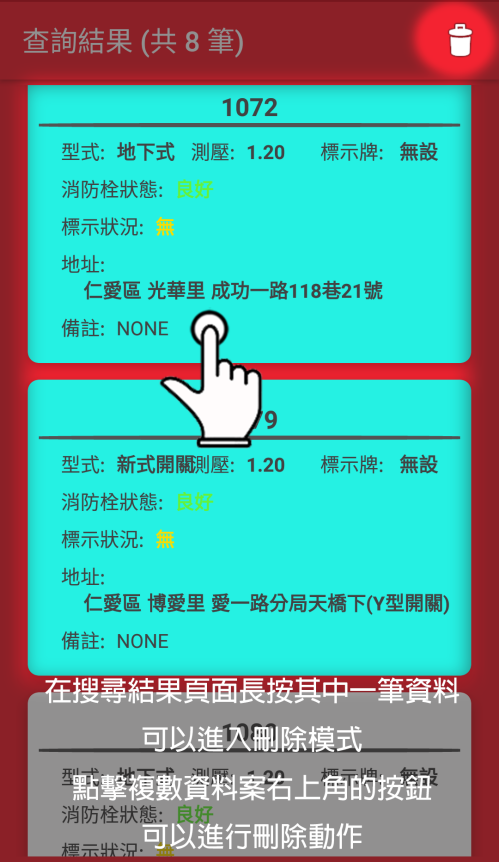 查詢結果 (共 8 筆)
1072
型式: 地下式 測壓: 1.20 標示牌: 無設
消防栓狀態: 良好
標示狀況: 無
地址:
仁愛區 光華里 成功一路118巷21號
備註: NONE
79
型式: 新式開關 測壓: 1.20 標示牌: 無設
消防栓狀態: 良好
標示狀況: 無
地址:
仁愛區 博愛里 愛一路分局天橋下(Y型開關)
備註: NONE
在搜尋結果頁面長按其中一筆資料
可以進入刪除模式
型式: 地下式 測壓: 1.20 標示牌: 無設
點擊複數資料案右上角的按鈕
消防栓狀態: 良好
可以進行刪除動作
標示狀況: 無